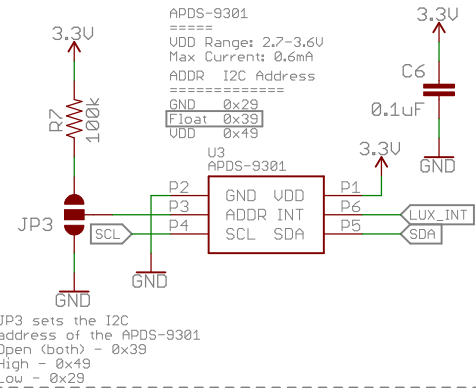 APDS-9301
=====
VDD Range: 2.7-3.6V
Max Current: 0.6mA
ADDR I2C Address
=============
GND 0x29
Float 0x39
VDD 0x49
3.3V
R7
100k
JP3
GND
3.3V
C6
0.1uF
GND
U3
APDS-9301
3.3V
P2 GND VDD P1
P3 ADDR INT P6 LUX_INT
SCL P4 SCL SDA P5 SDA
GND
JP3 sets the I2C
address of the APDS-9301
Open (both) - 0x39
High - 0x49
Low - 0x29